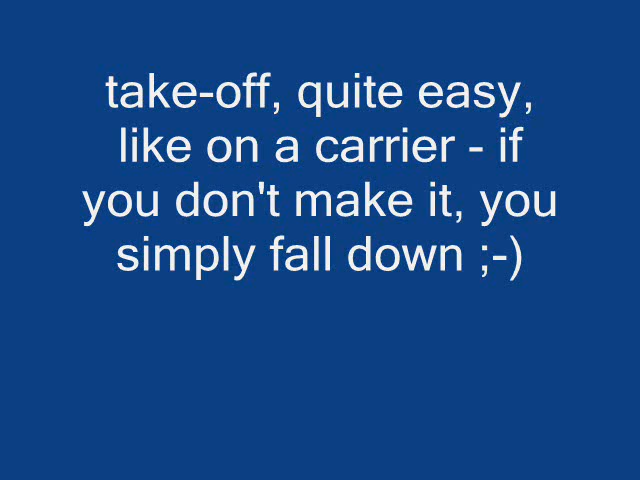 take-off, quite easy,
like on a carrier - if
you don't make it, you
simply fall down ;-)